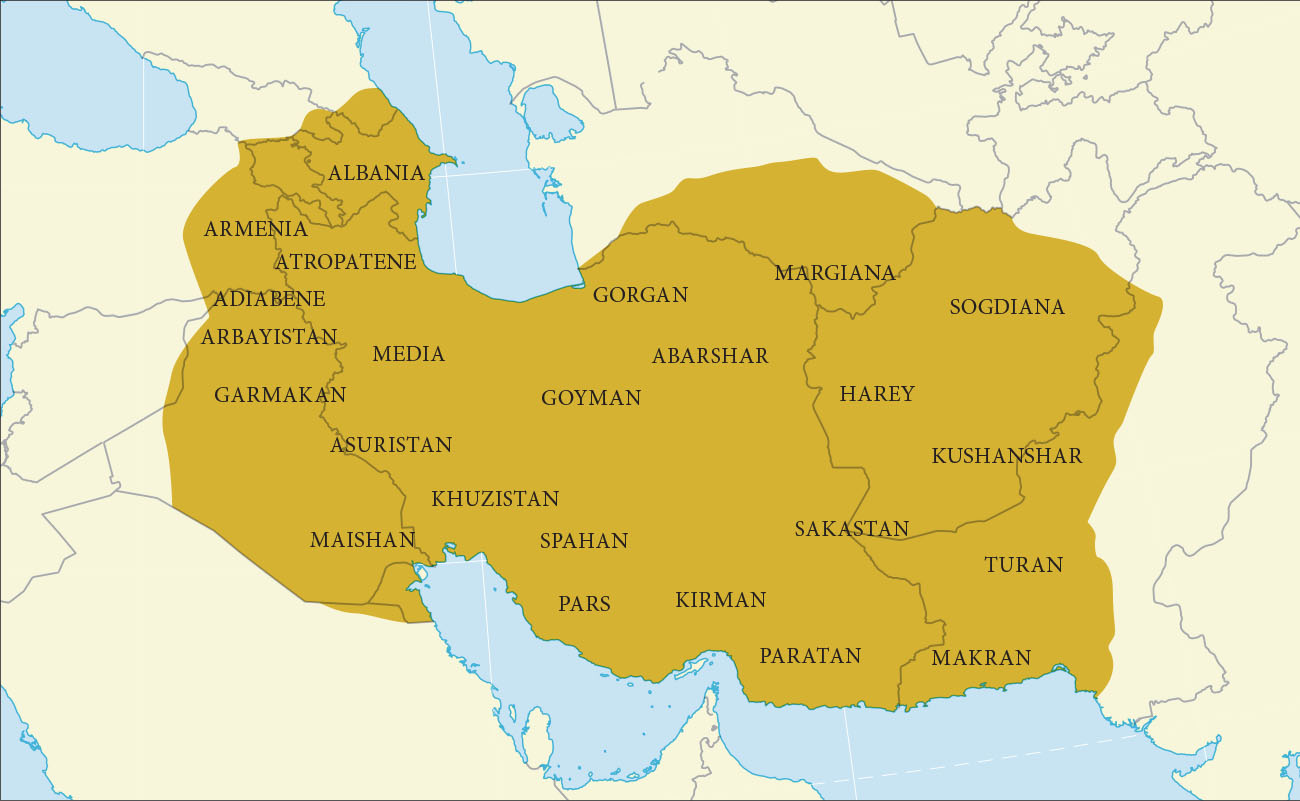 ALBANIA
ARMENIA
ATROPATENE
MARGIANA
GORGAN
ADIABENE
SOGDIANA
ARBAYISTAN
MEDIA
ABARSHAR
GARMAKAN
GOYMAN
HAREY
ASURISTAN
KUSHANSHAR
KHUZISTAN
SAKASTAN
MAISHAN
SPAHAN
TURAN
PARS
KIRMAN
PARATAN
MAKRAN